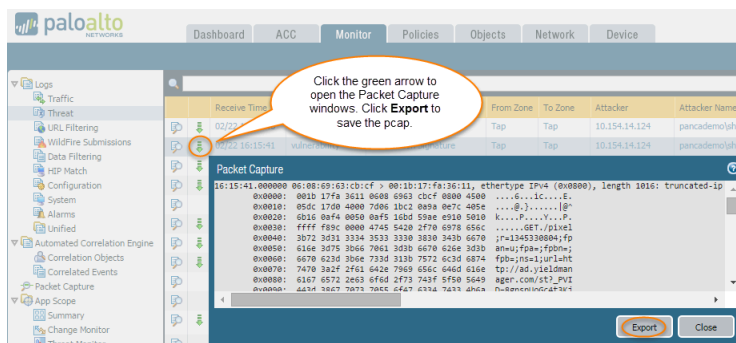 paloalto
NETWORKS
Dashboard ACC Monitor Policies Objects Network Device
Click the green arrow to
open the Packet Capture
windows. Click Export to
save the pcap.
Logs
Traffic
Threat
URL Filtering
WildFire Submissions
Data Filtering
HIP Match
Configuration
System
Alarms
Unified
Automated Correlation Engine
Correlation Objects
Correlated Events
Packet Capture
App Scope
Summary
Change Monitor
Receive Time From Zone To Zone Attacker Attacker Name
02/22 Tap Tap 10.154.14.124 pancademo\sh
02/22 16:15:41 Tap Tap 10.154.14.124 pancademo\sh
Packet Capture
16:15:41.000000 06:08:69:63:cb:cf > 00:1b:17:fa:36:11, ethertype IPv4 (0x0800), length 1016: truncated-ip
0x0000: 001b 17fa 3611 0608 6963 cbcf 0800 4500 ....6...ic....E.
0x0010: 05dc 17d0 4000 7d06 1bc2 0a9a 0e7c 405e ....@.}......|@^
0x0020: 6b16 0af4 0050 0af5 16bd 59ae e910 5010 k....P....Y...P.
0x0030: ffff f89c 0000 4745 5420 2f70 6978 656c ......GET./pixel
0x0040: 3b72 3d31 3334 3533 3330 3830 343b 6670 ;r=1345330804;fp
0x0050: 616e 3d75 3b66 7061 3d3b 6670 626e 3d3b an=u;fpa=;fpbn=;
0x0060: 6670 623d 3b6e 733d 313b 7572 6c3d 6874 fpb=;ns=1;url=ht
0x0070: 7470 3a2f 2f61 642e 7969 656c 646d 616e tp://ad.yieldman
0x0080: 6167 6572 2e63 6f6d 2f73 743f 5f50 5649 ager.com/st?_PVI
Export Close